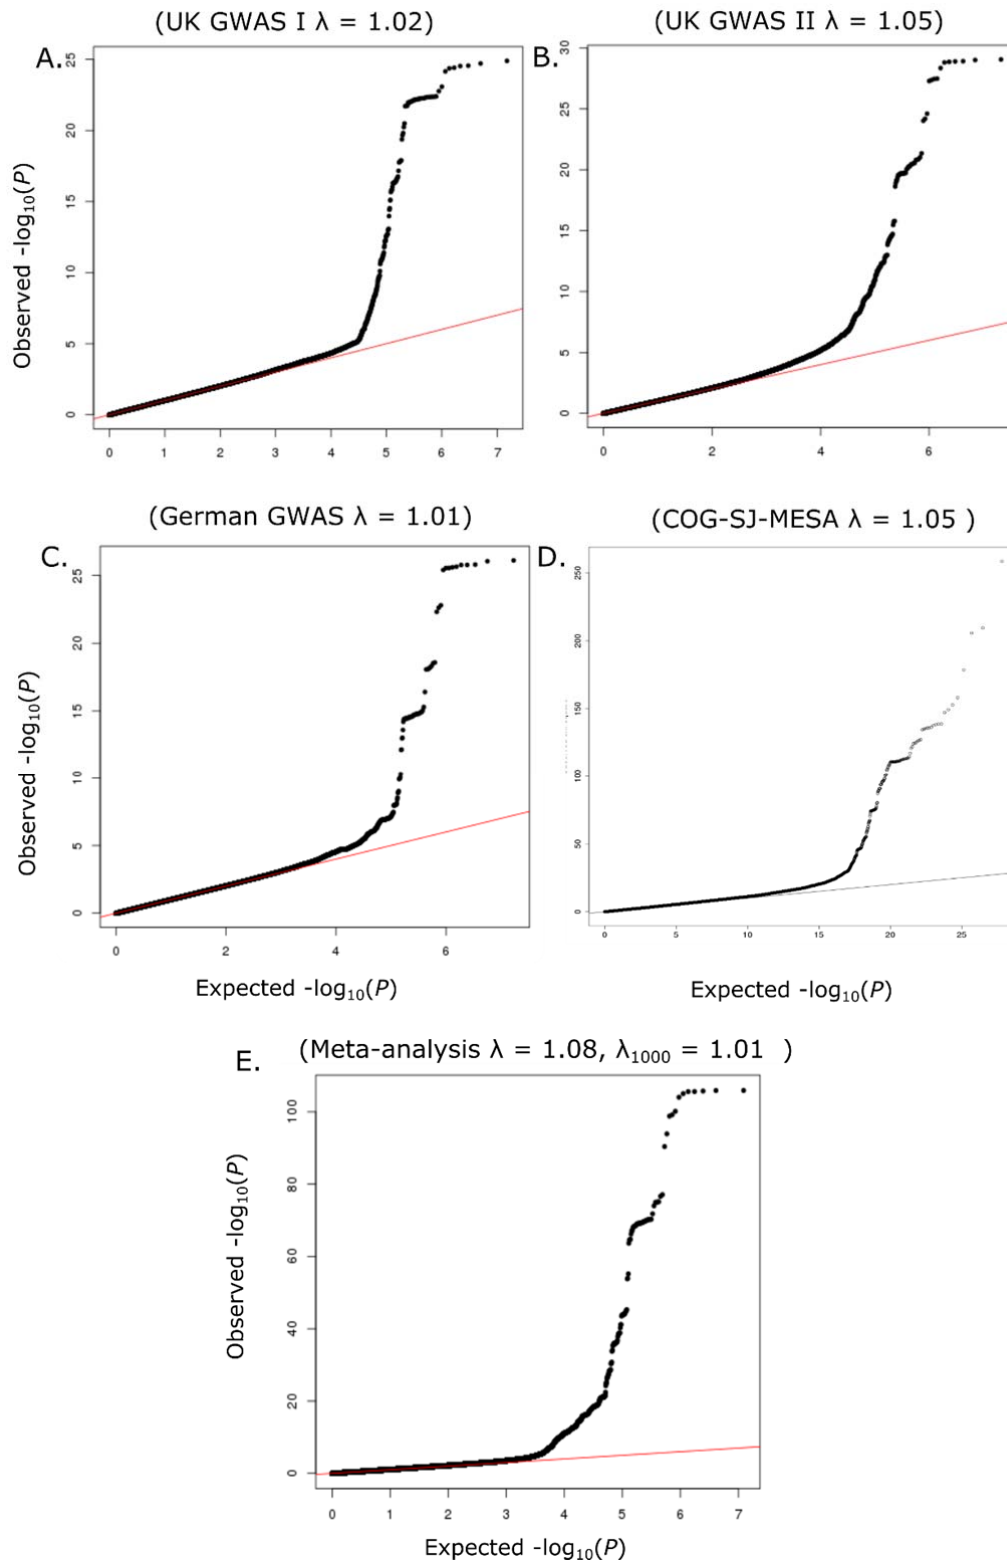 (UK GWAS I λ = 1.02)
(UK GWAS II λ = 1.05)
A.
B.
Observed -log10(P)
25
20
15
10
5
0
0 1 2 3 4 5 6 7
30
25
20
15
10
5
0
0 2 4 6
(German GWAS λ = 1.01)
(COG-SJ-MESA λ = 1.05 )
C.
D.
Observed -log10(P)
25
20
15
10
5
0
0 2 4 6
250
200
150
100
50
0
0 5 10 15 20 25
Expected -log10(P)
Expected -log10(P)
E.
(Meta-analysis λ = 1.08, λ1000 = 1.01 )
Observed -log10(P)
100
80
60
40
20
0
0 1 2 3 4 5 6 7
Expected -log10(P)